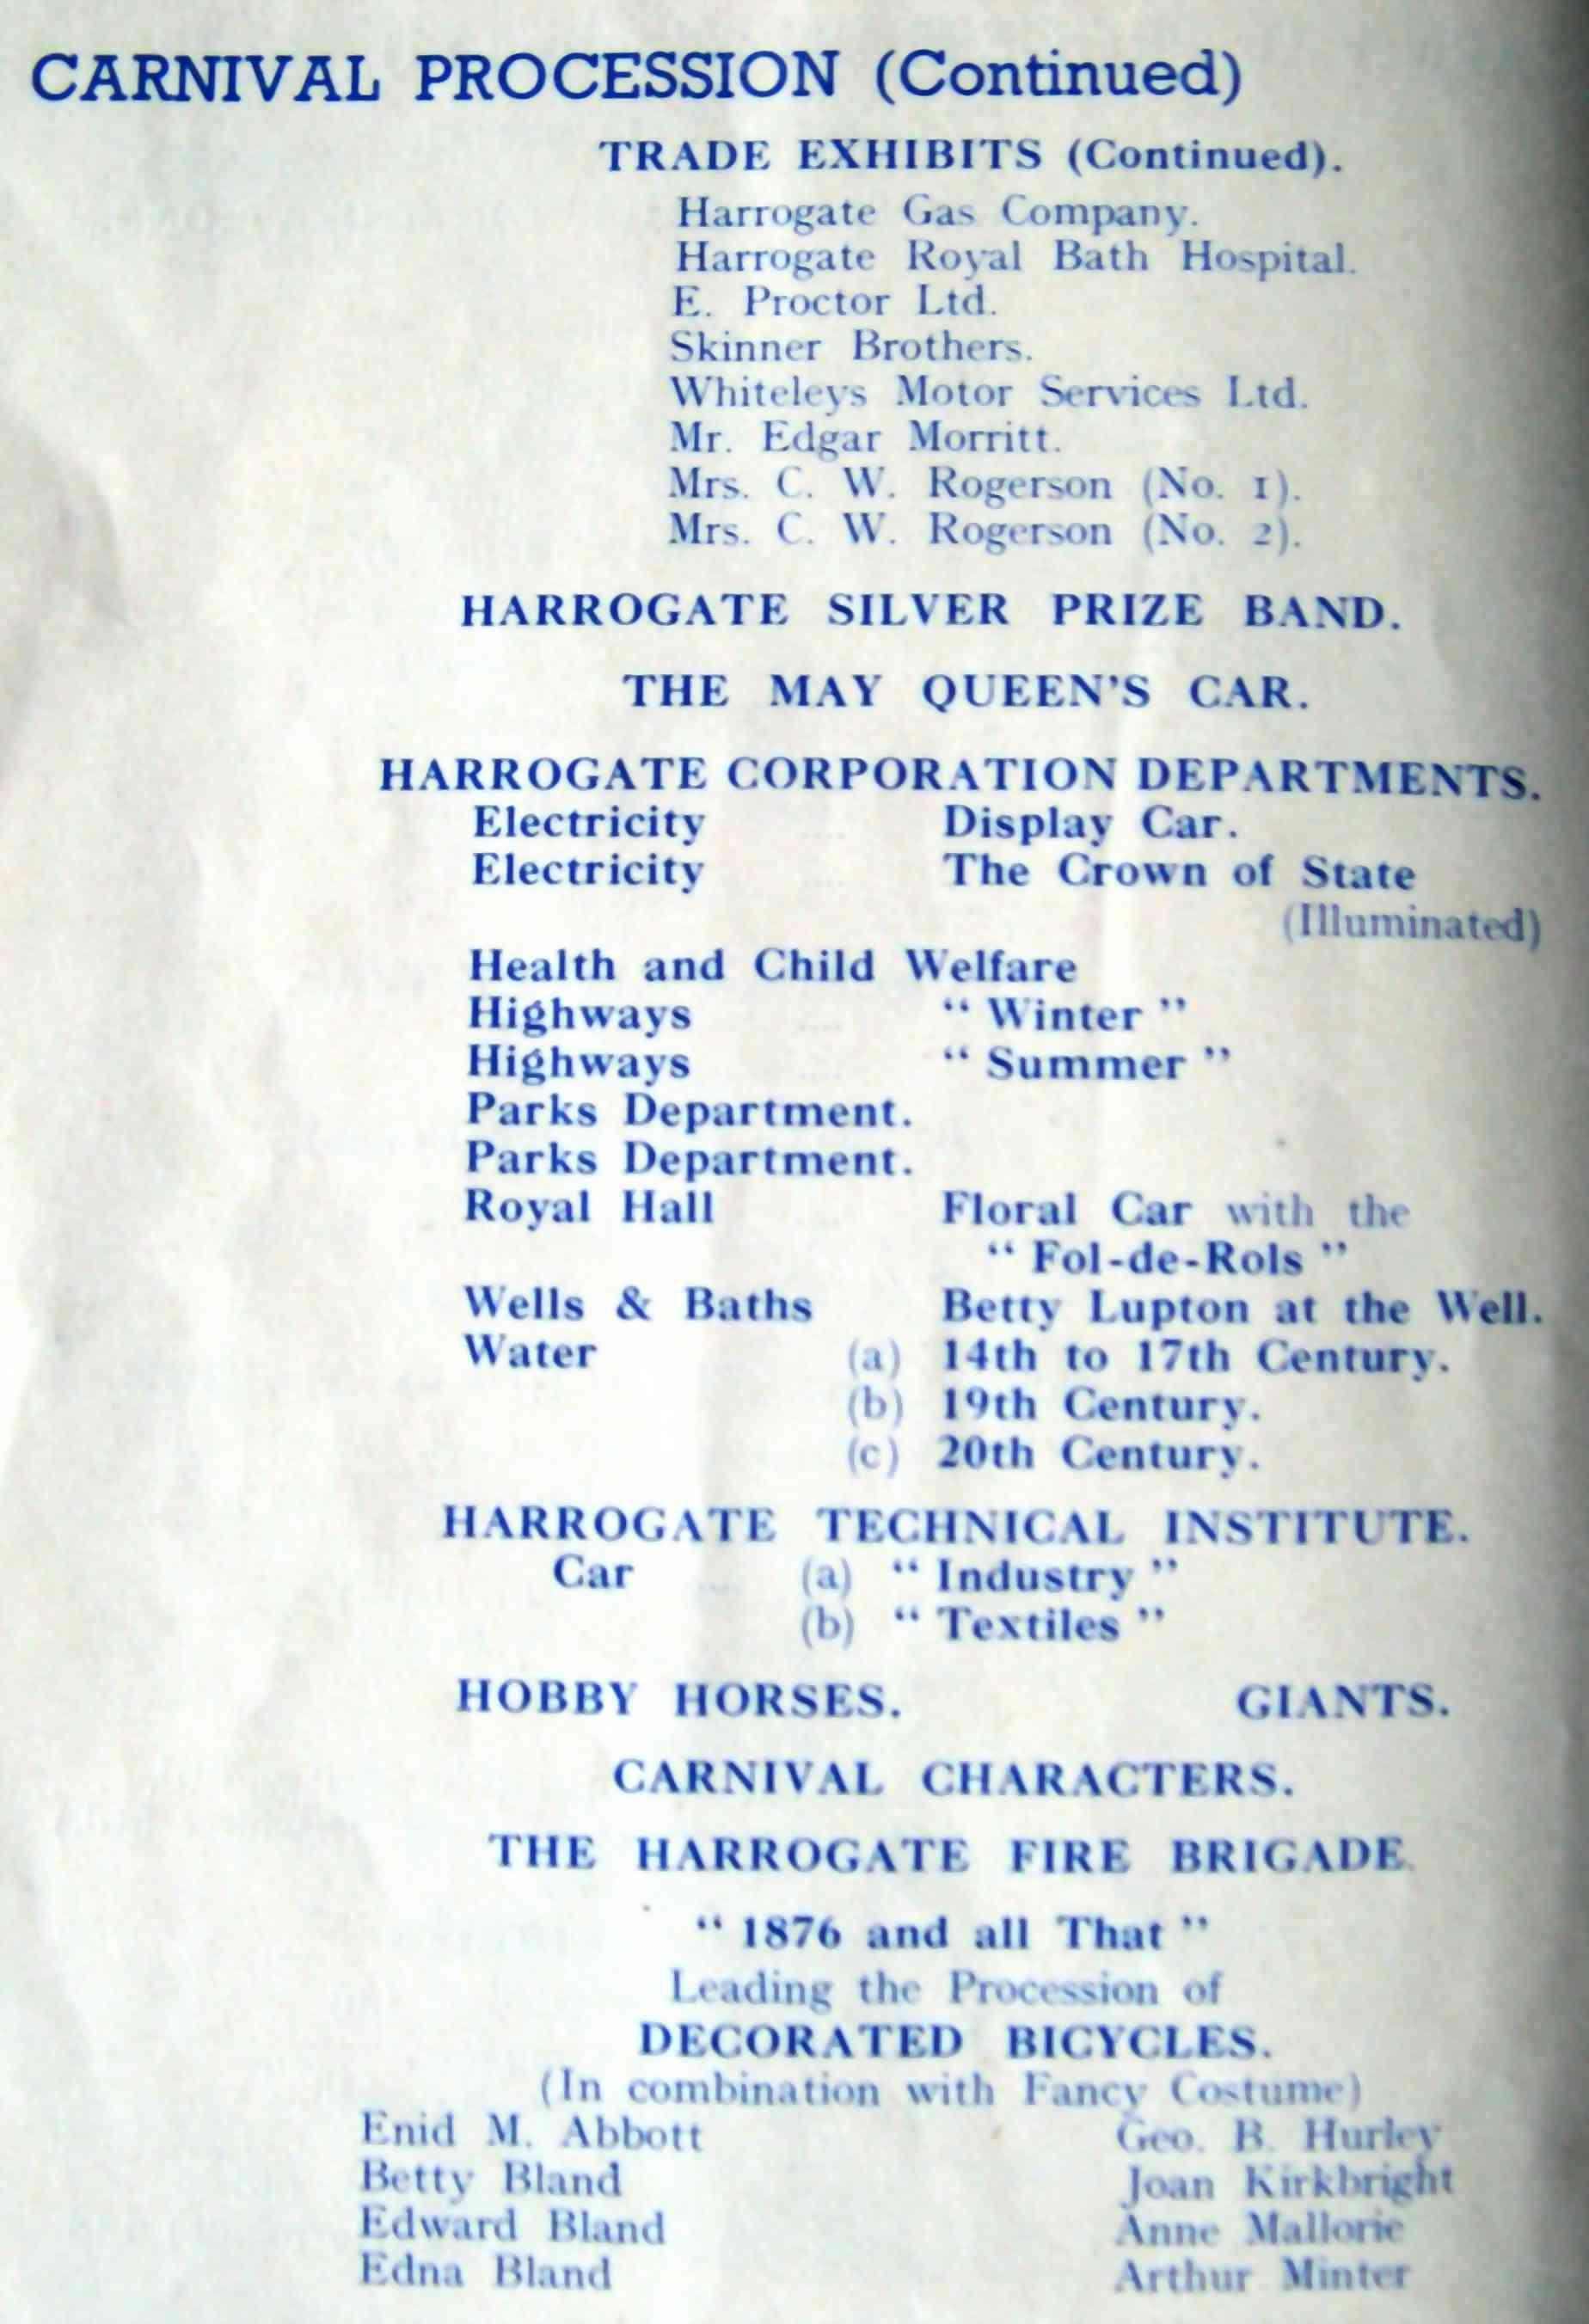 CARNIVAL PROCESSION (Continued)
TRADE EXHIBITS (Continued).
Harrogate Gas Company.
Harrogate Royal Bath Hospital.
E. Proctor Ltd.
Skinner Brothers.
Whiteleys Motor Services Ltd.
Mr. Edgar Morritt.
Mrs. C. W. Rogerson (No. 1).
Mrs. C. W. Rogerson (No. 2).
HARROGATE SILVER PRIZE BAND.
THE MAY QUEEN'S CAR.
HARROGATE CORPORATION DEPARTMENTS.
Electricity Display Car.
Electricity The Crown of State
(Illuminated)
Health and Child Welfare
Highways " Winter "
Highways " Summer "
Parks Department.
Parks Department.
Royal Hall Floral Car with the
" Fol-de-Rols "
Wells & Baths Betty Lupton at the Well.
Water (a) 14th to 17th Century.
(b) 19th Century.
(c) 20th Century.
HARROGATE TECHNICAL INSTITUTE.
Car (a) " Industry "
(b) " Textiles "
HOBBY HORSES. GIANTS.
CARNIVAL CHARACTERS.
THE HARROGATE FIRE BRIGADE.
" 1876 and all That "
Leading the Procession of
DECORATED BICYCLES.
(In combination with Fancy Costume)
Enid M. Abbott Geo. B. Hurley
Betty Bland Joan Kirkbright
Edward Bland Anne Mallorie
Edna Bland Arthur Minter